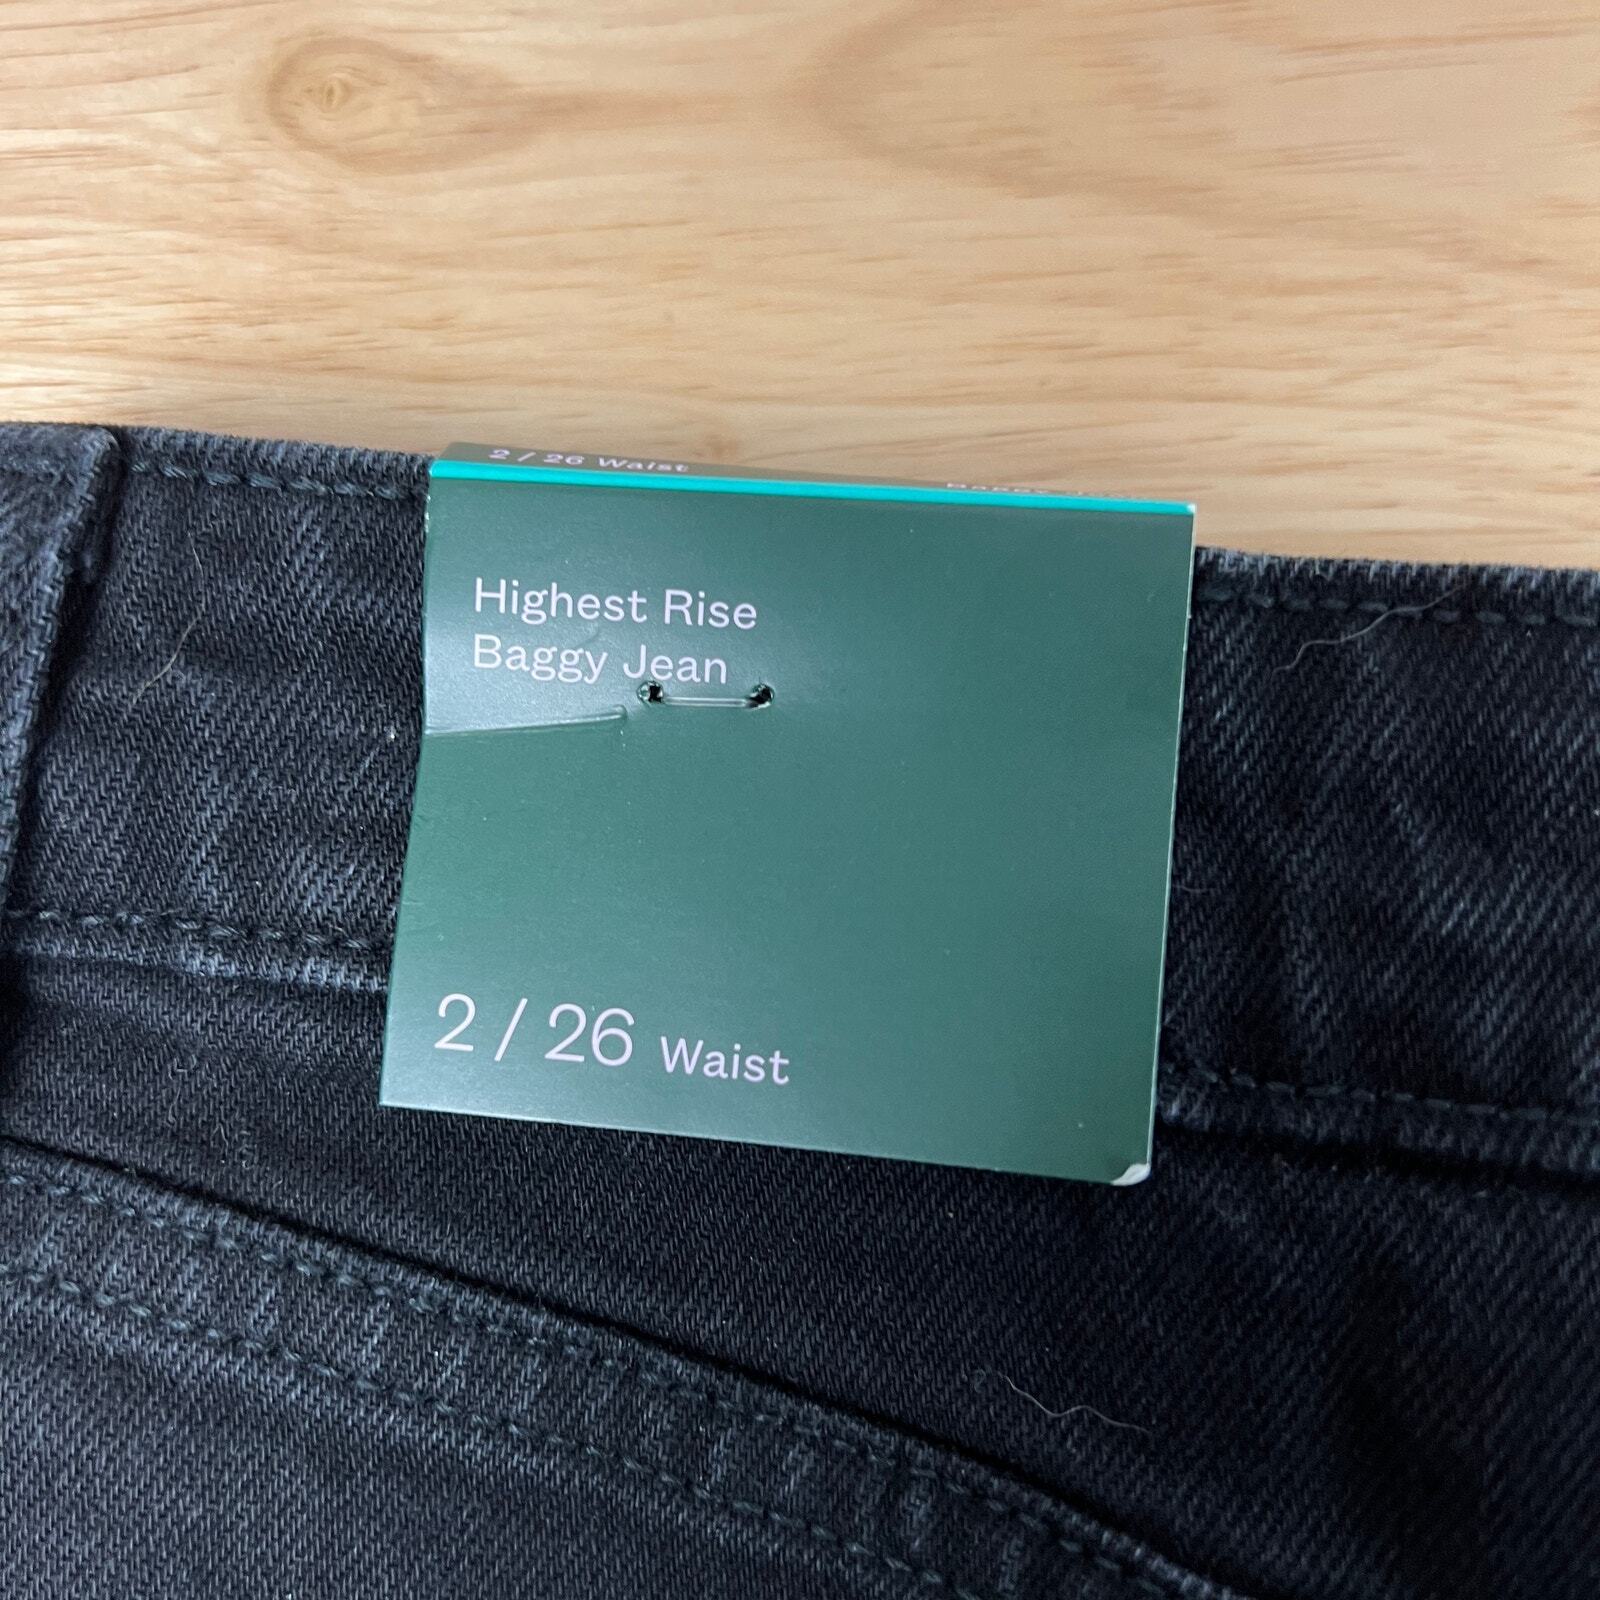 2 / 26 Waist
Highest Rise
Baggy Jean
2 / 26 Waist